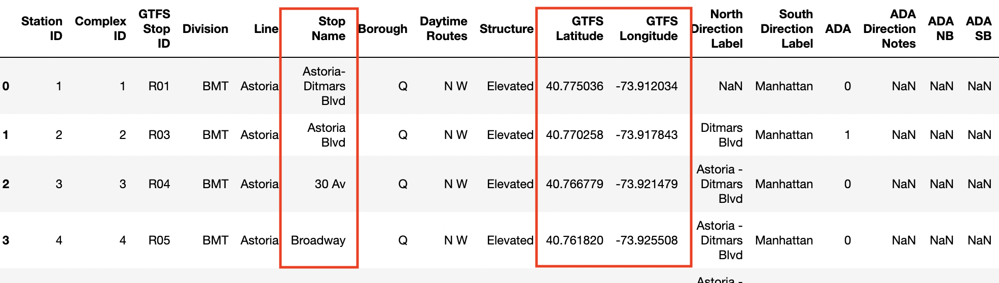 Station ID Complex ID GTFS Stop ID Division Line Stop Name Borough Daytime Routes Structure GTFS Latitude GTFS Longitude North Direction Label South Direction Label ADA ADA Direction Notes ADA NB ADA SB
0 1 1 R01 BMT Astoria Astoria-Ditmars Blvd Q N W Elevated 40.775036 -73.912034 NaN Manhattan 0 NaN NaN NaN
1 2 2 R03 BMT Astoria Astoria Blvd Q N W Elevated 40.770258 -73.917843 Ditmars Blvd Manhattan 1 NaN NaN NaN
2 3 3 R04 BMT Astoria 30 Av Q N W Elevated 40.766779 -73.921479 Astoria - Ditmars Blvd Manhattan 0 NaN NaN NaN
3 4 4 R05 BMT Astoria Broadway Q N W Elevated 40.761820 -73.925508 Astoria - Ditmars Blvd Manhattan 0 NaN NaN NaN
Astoria -